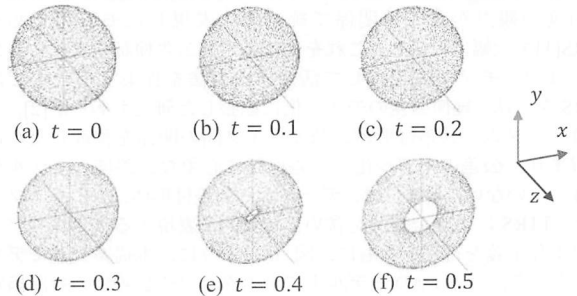 (a) t = 0
(b) t = 0.1
(c) t = 0.2
y
x
z
(d) t = 0.3
(e) t = 0.4
(f) t = 0.5